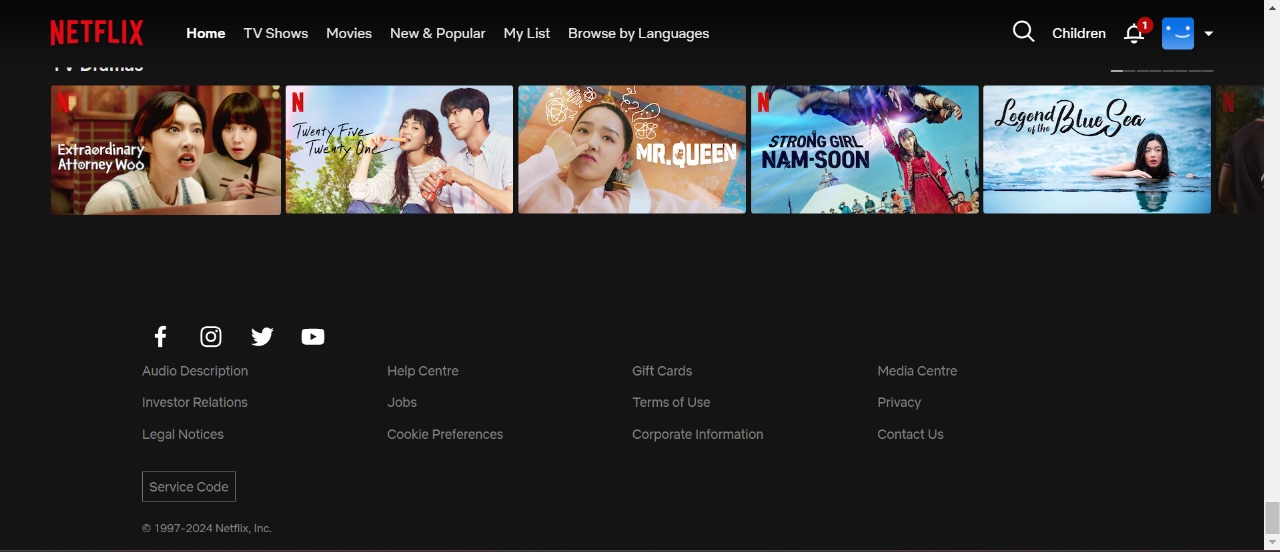 NETFLIX Home TV Shows Movies New & Popular My List Browse by Languages Children 1
TV Dramas
N
Extraordinary
Attorney Woo
N
Twenty Five
Twenty One
MR.QUEEN
N
STRONG GIRL
NAM-SOON
Legend
of the
Blue Sea
N
Audio Description Help Centre Gift Cards Media Centre
Investor Relations Jobs Terms of Use Privacy
Legal Notices Cookie Preferences Corporate Information Contact Us
Service Code
© 1997-2024 Netflix, Inc.